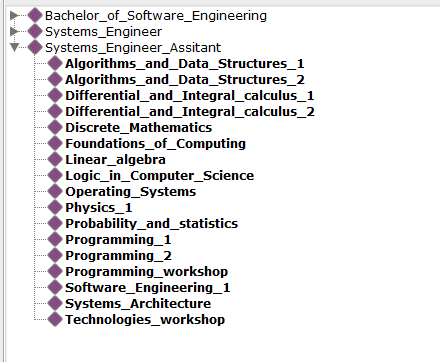 Bachelor_of_Software_Engineering
Systems_Engineer
Systems_Engineer_Assitant
Algorithms_and_Data_Structures_1
Algorithms_and_Data_Structures_2
Differential_and_Integral_calculus_1
Differential_and_Integral_calculus_2
Discrete_Mathematics
Foundations_of_Computing
Linear_algebra
Logic_in_Computer_Science
Operating_Systems
Physics_1
Probability_and_statistics
Programming_1
Programming_2
Programming_workshop
Software_Engineering_1
Systems_Architecture
Technologies_workshop